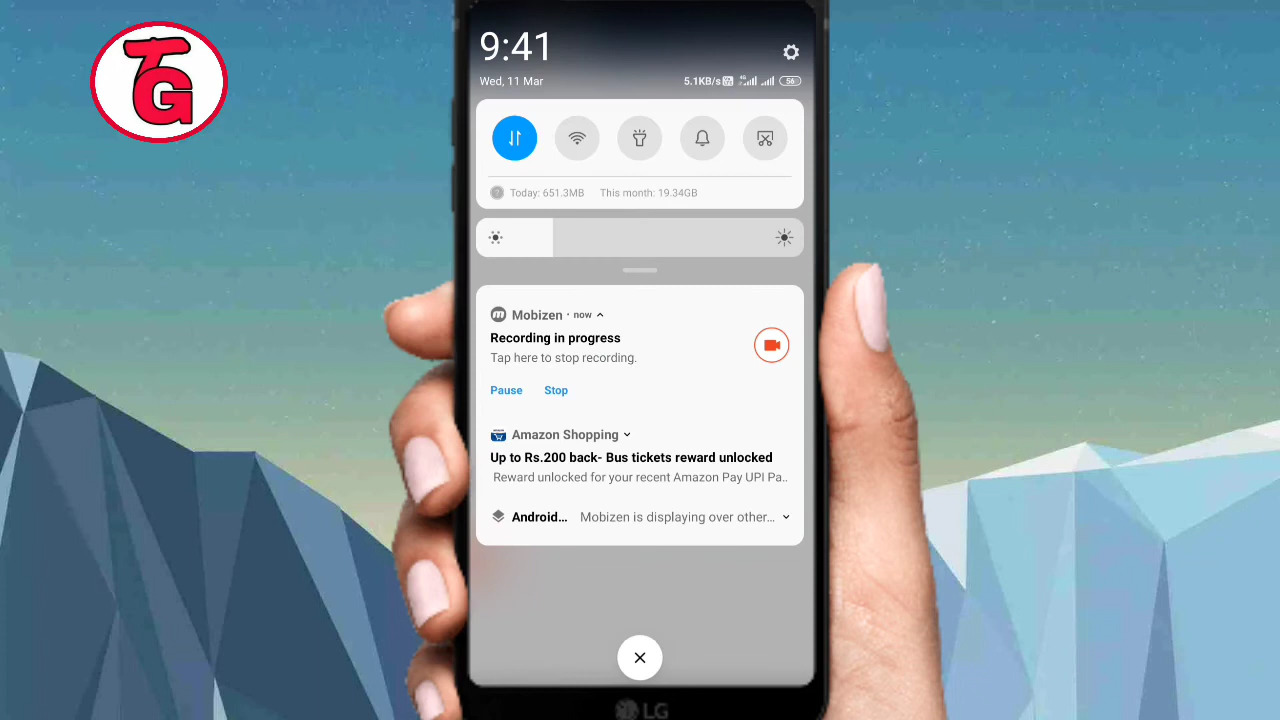 TG
9:41
Wed, 11 Mar
5.1KB/s 4G 56
Today: 651.3MB This month: 19.34GB
Mobizen · now
Recording in progress
Tap here to stop recording.
Pause Stop
Amazon Shopping
Up to Rs.200 back- Bus tickets reward unlocked
Reward unlocked for your recent Amazon Pay UPI Pa..
Android... Mobizen is displaying over other...
LG